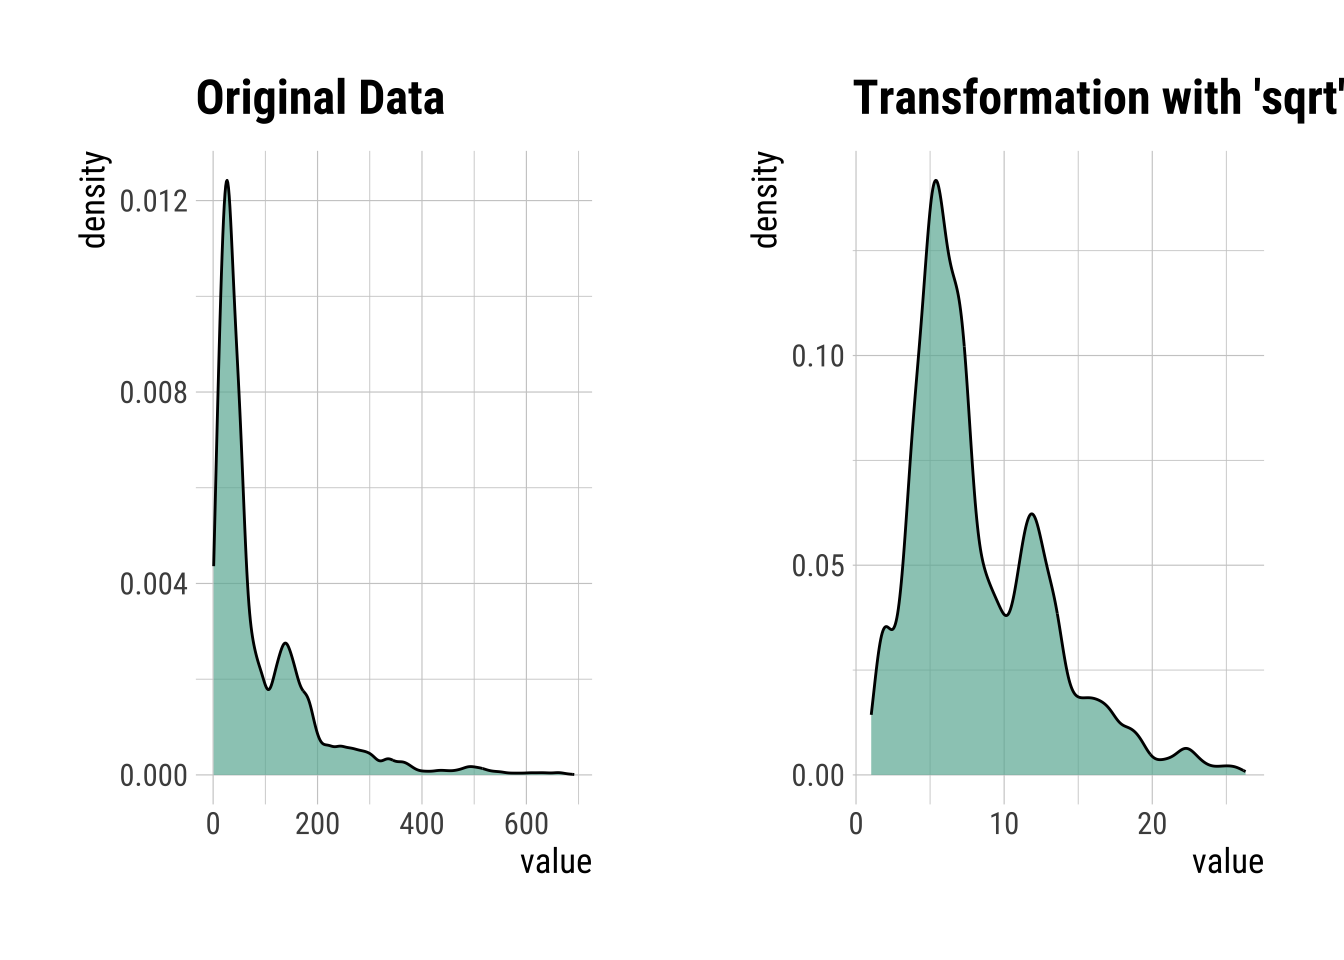 Original Data
density
0.012
0.008
0.004
0.000
0 200 400 600
value
Transformation with 'sqrt'
density
0.10
0.05
0.00
0 10 20
value